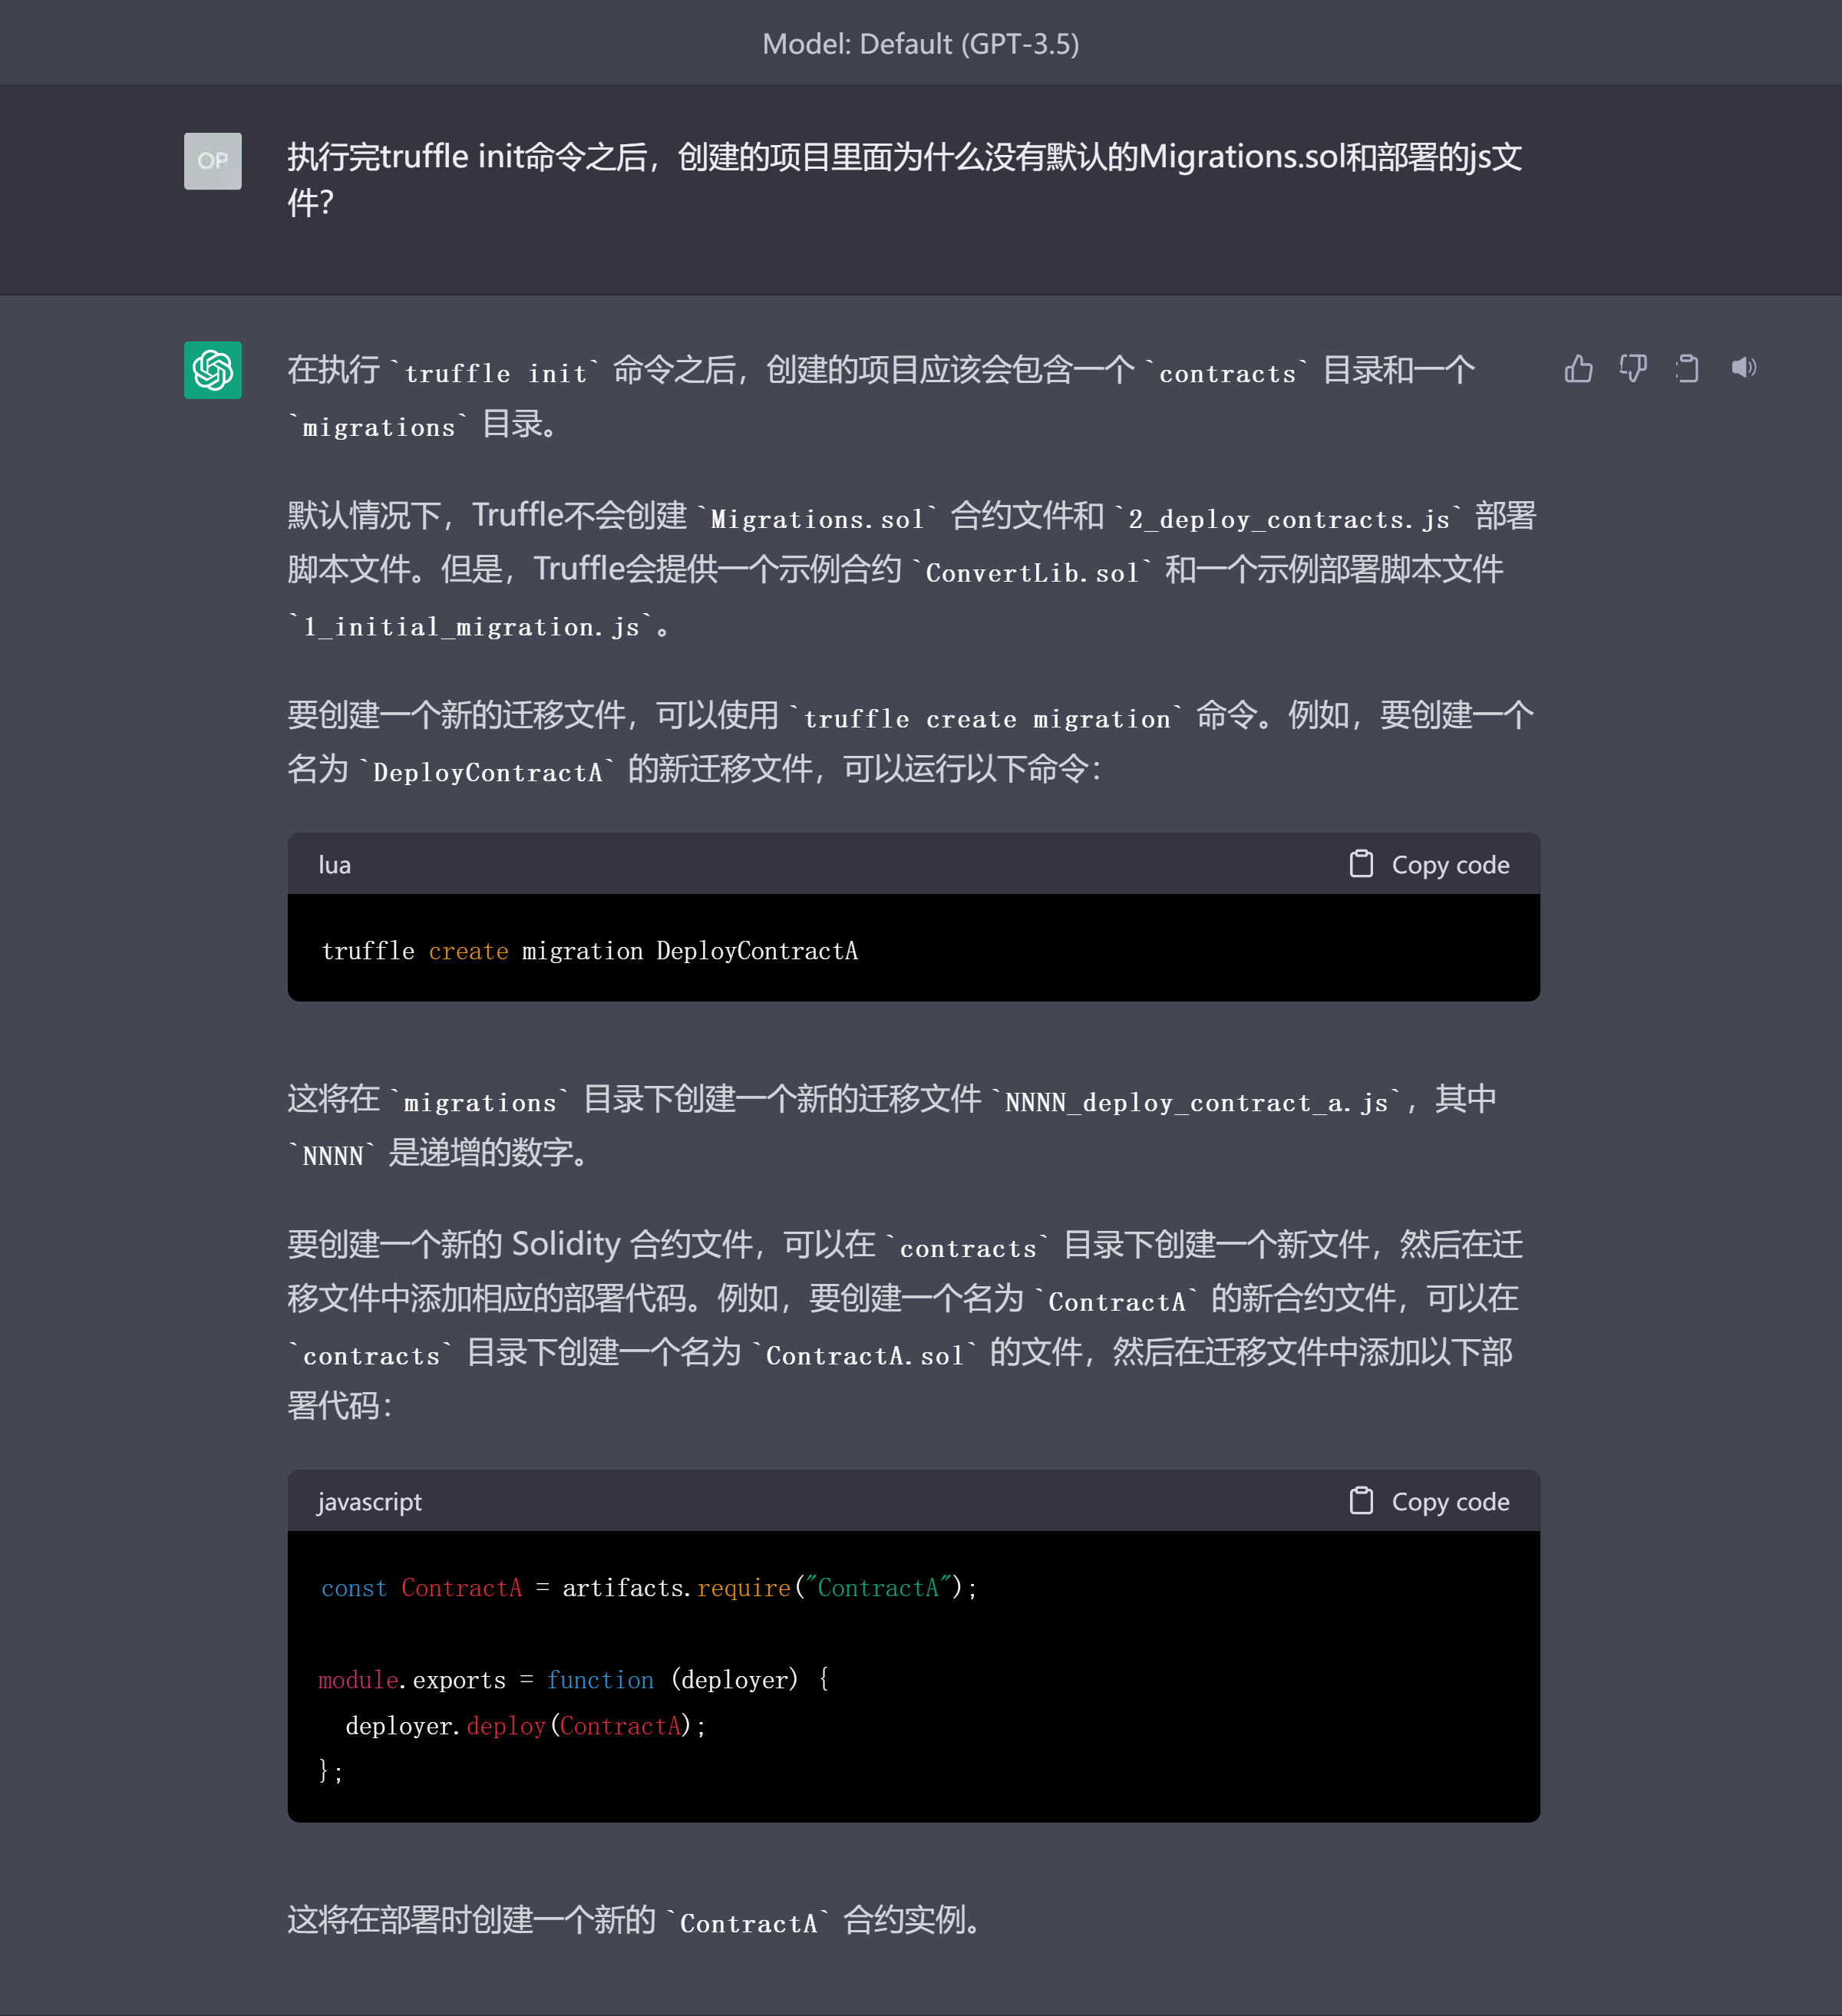 Model: Default (GPT-3.5)
OP
执行完truffle init命令之后，创建的项目里面为什么没有默认的Migrations.sol和部署的js文
件?
在执行 `truffle init` 命令之后，创建的项目应该会包含一个 `contracts` 目录和一个
`migrations` 目录。
默认情况下，Truffle不会创建 `Migrations.sol` 合约文件和 `2_deploy_contracts.js` 部署
脚本文件。但是，Truffle会提供一个示例合约 `ConvertLib.sol` 和一个示例部署脚本文件
`1_initial_migration.js`。
要创建一个新的迁移文件，可以使用 `truffle create migration` 命令。例如，要创建一个
名为 `DeployContractA` 的新迁移文件，可以运行以下命令：
lua
Copy code
truffle create migration DeployContractA
这将在 `migrations` 目录下创建一个新的迁移文件 `NNNN_deploy_contract_a.js`，其中
`NNNN` 是递增的数字。
要创建一个新的 Solidity 合约文件，可以在 `contracts` 目录下创建一个新文件，然后在迁
移文件中添加相应的部署代码。例如，要创建一个名为 `ContractA` 的新合约文件，可以在
`contracts` 目录下创建一个名为 `ContractA.sol` 的文件，然后在迁移文件中添加以下部
署代码：
javascript
Copy code
const ContractA = artifacts.require("ContractA");
module.exports = function (deployer) {
  deployer.deploy(ContractA);
};
这将在部署时创建一个新的 `ContractA` 合约实例。